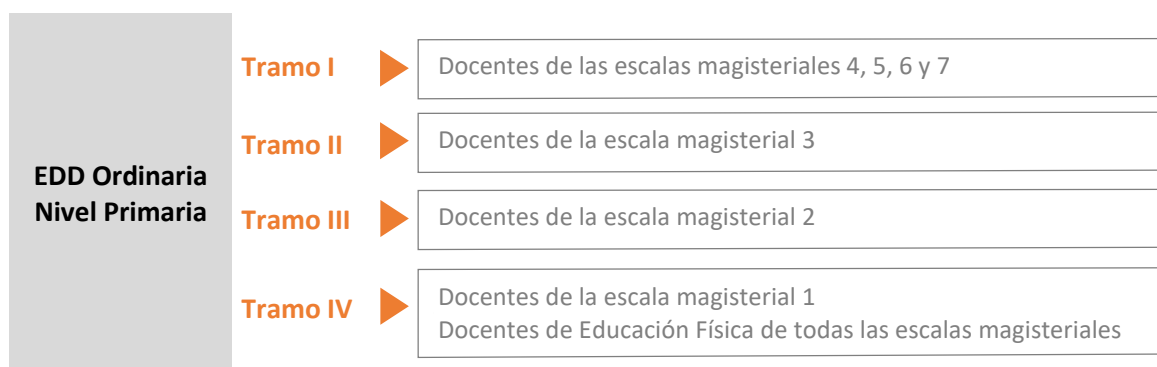 EDD Ordinaria
Nivel Primaria
Tramo I
Docentes de las escalas magisteriales 4, 5, 6 y 7
Tramo II
Docentes de la escala magisterial 3
Tramo III
Docentes de la escala magisterial 2
Tramo IV
Docentes de la escala magisterial 1
Docentes de Educación Física de todas las escalas magisteriales